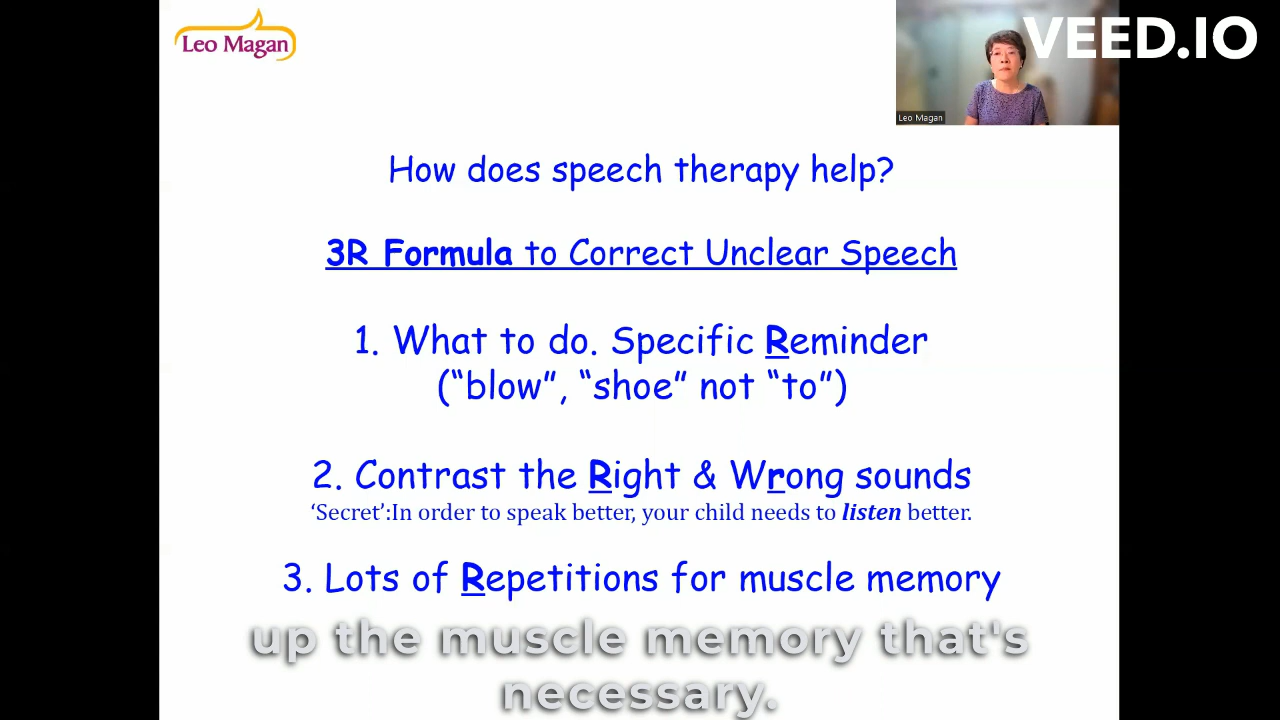 Leo Magan
VEED.IO
Leo Magan
How does speech therapy help?
3R Formula to Correct Unclear Speech
1. What to do. Specific Reminder
(“blow”, “shoe” not “to”)
2. Contrast the Right & Wrong sounds
‘Secret’:In order to speak better, your child needs to listen better.
3. Lots of Repetitions for muscle memory
up the muscle memory that's
necessary.